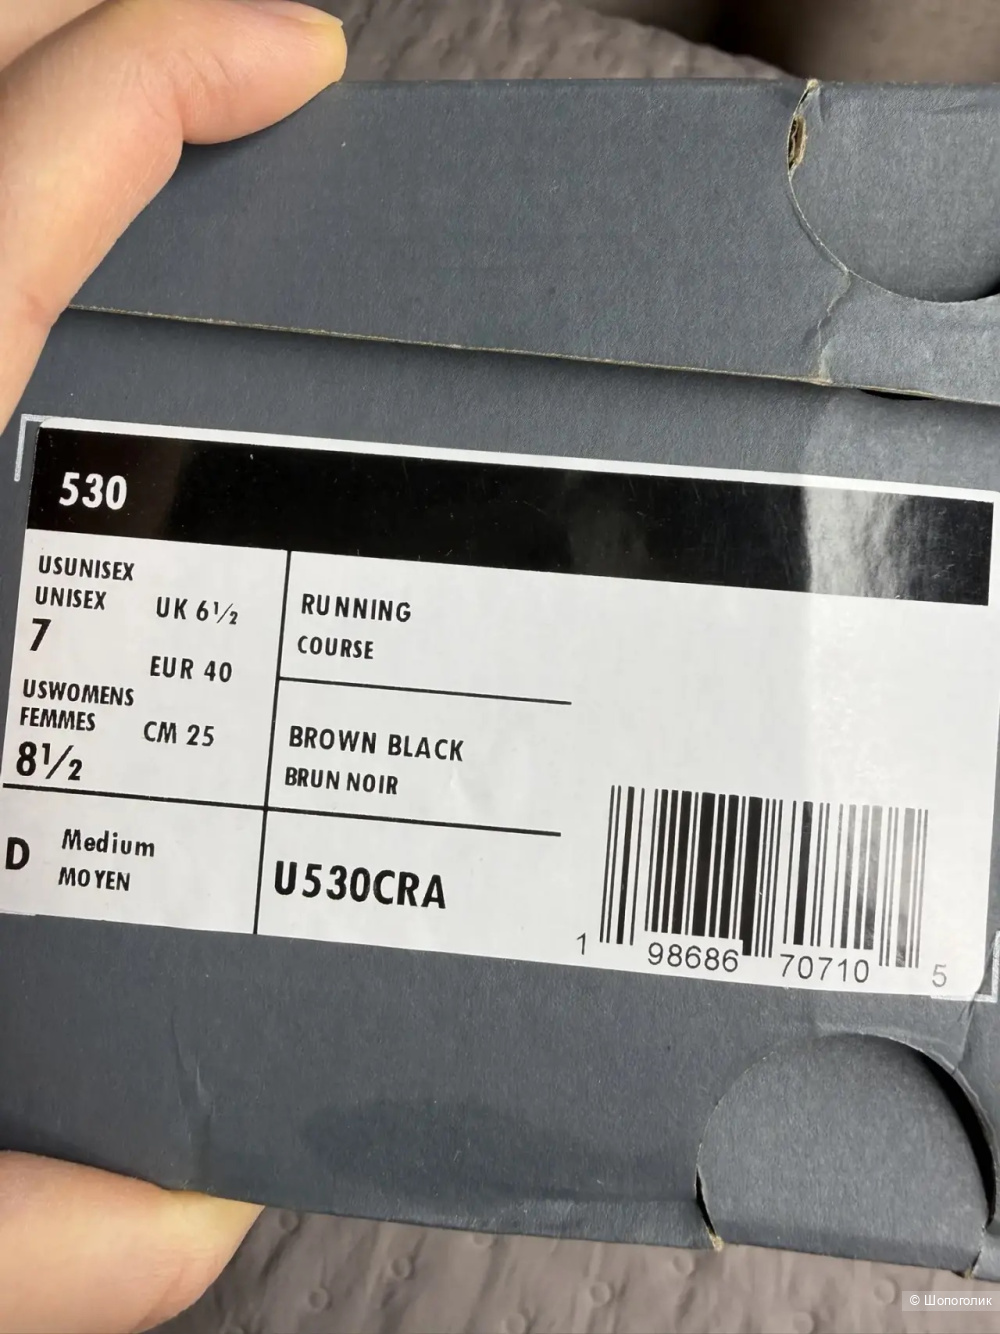 530
USUNISEX
UNISEX
7
UK 6½
EUR 40
USWOMENS
FEMMES
8½
CM 25
D
Medium
MOYEN
RUNNING
COURSE
BROWN BLACK
BRUN NOIR
U530CRA
1 98686 70710 5
© Шопоголик